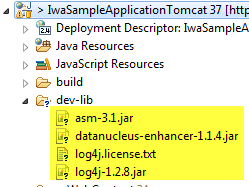 > IwaSampleApplicationTomcat 37 [http
Deployment Descriptor: IwaSampleA
Java Resources
JavaScript Resources
build
dev-lib
asm-3.1.jar
datanucleus-enhancer-1.1.4.jar
log4j.license.txt
log4j-1.2.8.jar